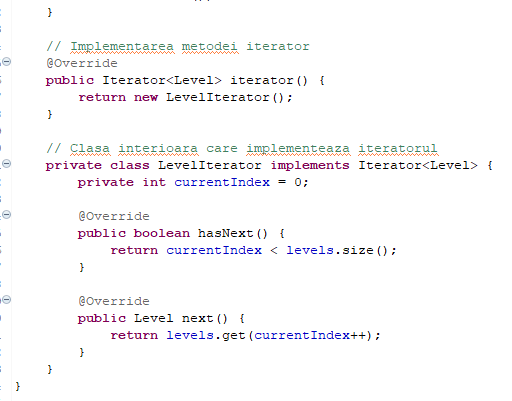 }
// Implementarea metodei iterator
@Override
public Iterator<Level> iterator() {
return new LevelIterator();
}
// Clasa interioara care implementeaza iteratorul
private class LevelIterator implements Iterator<Level> {
private int currentIndex = 0;
@Override
public boolean hasNext() {
return currentIndex < levels.size();
}
@Override
public Level next() {
return levels.get(currentIndex++);
}
}
}